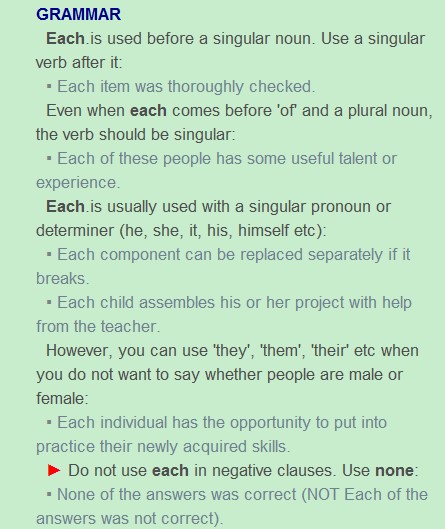 GRAMMAR
Each is used before a singular noun. Use a singular
verb after it:
▪ Each item was thoroughly checked.
Even when each comes before 'of' and a plural noun,
the verb should be singular:
▪ Each of these people has some useful talent or
experience.
Each is usually used with a singular pronoun or
determiner (he, she, it, his, himself etc):
▪ Each component can be replaced separately if it
breaks.
▪ Each child assembles his or her project with help
from the teacher.
However, you can use 'they', 'them', 'their' etc when
you do not want to say whether people are male or
female:
▪ Each individual has the opportunity to put into
practice their newly acquired skills.
► Do not use each in negative clauses. Use none:
▪ None of the answers was correct (NOT Each of the
answers was not correct).